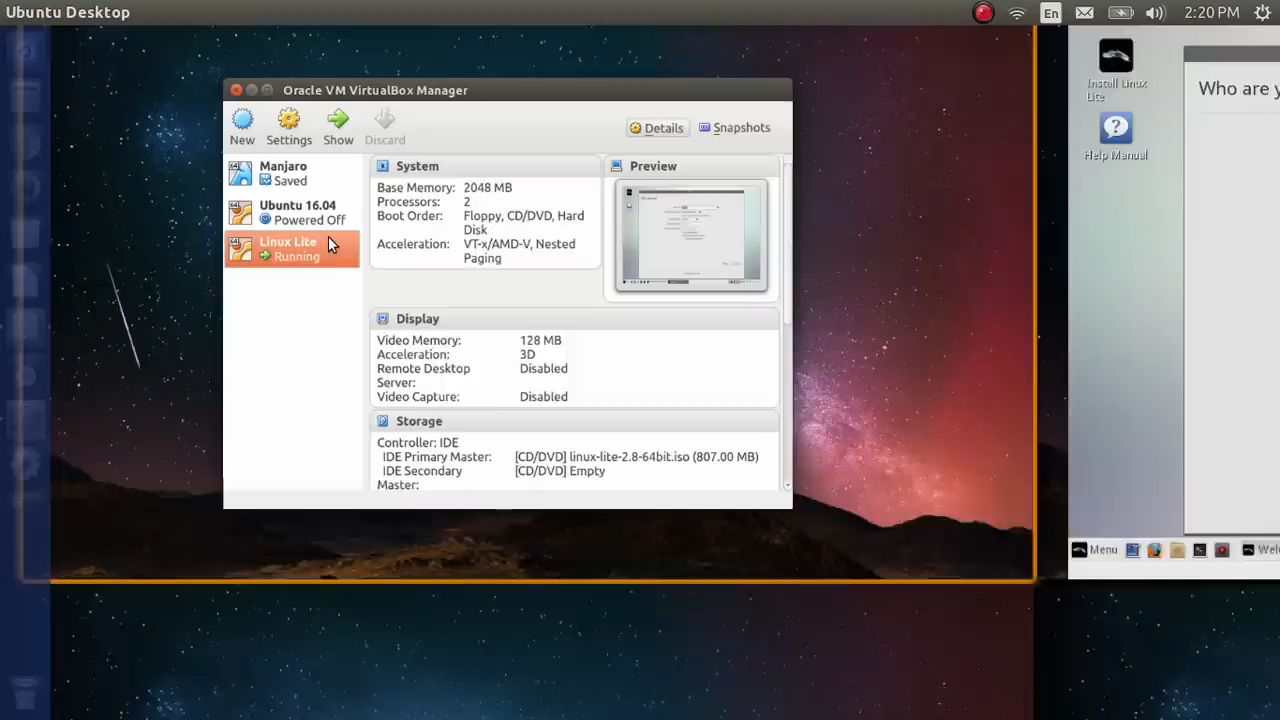 Ubuntu Desktop
En
2:20 PM
Oracle VM VirtualBox Manager
New
Settings
Show
Discard
Details
Snapshots
Manjaro
Saved
Ubuntu 16.04
Powered Off
Linux Lite
Running
System
Base Memory: 2048 MB
Processors: 2
Boot Order: Floppy, CD/DVD, Hard
Disk
Acceleration: VT-x/AMD-V, Nested
Paging
Preview
Display
Video Memory: 128 MB
Acceleration: 3D
Remote Desktop Disabled
Server:
Video Capture: Disabled
Storage
Controller: IDE
IDE Primary Master: [CD/DVD] linux-lite-2.8-64bit.iso (807.00 MB)
IDE Secondary [CD/DVD] Empty
Master:
Install Linux
Lite
Help Manual
Who are y
Menu
Welc